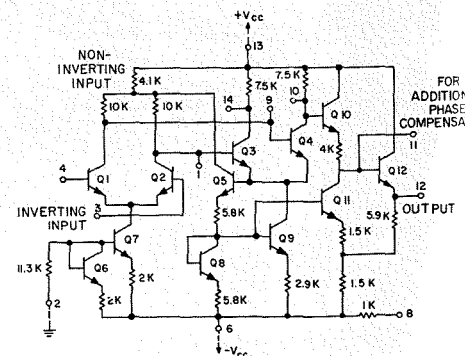 +Vcc
13
NON-
INVERTING
INPUT
4.1K
7.5K
7.5K
FOR
ADDITION
PHASE
COMPENSA
10K
10K
9
14
10
Q10
4K
11
4
Q1
Q2
1
Q3
Q4
Q5
Q12
12
OUTPUT
3
INVERTING
INPUT
5.8K
Q11
5.9K
Q7
Q8
Q9
1.5K
11.3K
Q6
2K
2K
5.8K
2.9K
1.5K
1K
8
2
6
-Vcc